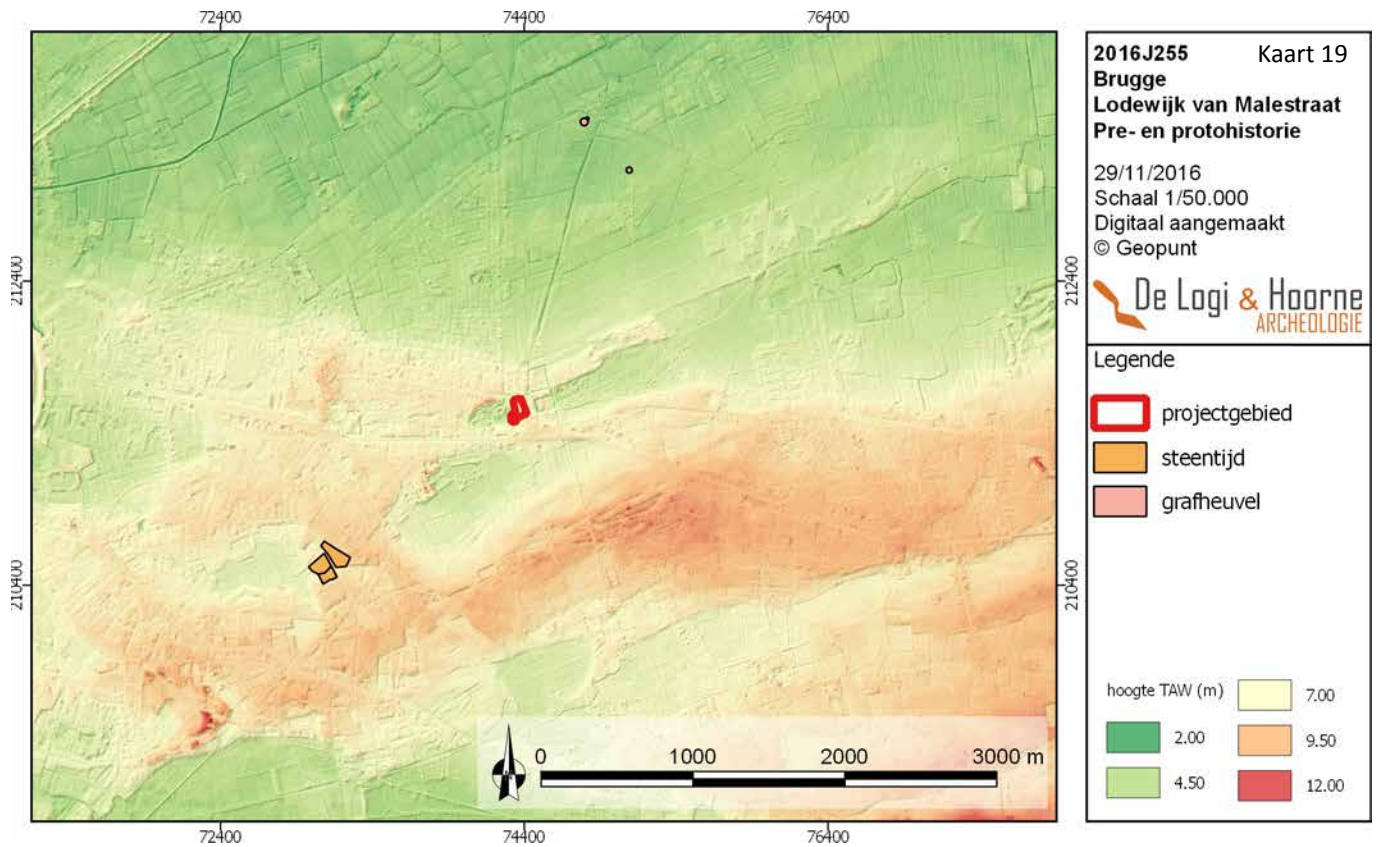 72400 74400 76400
2016J255 Kaart 19
Brugge
Lodewijk van Malestraat
Pre- en protohistorie
29/11/2016
Schaal 1/50.000
Digitaal aangemaakt
© Geopunt
212400 212400
De Logi & Hoorne
ARCHEOLOGIE
Legende
projectgebied
steentijd
grafheuvel
210400 210400
hoogte TAW (m)
2.00
4.50
7.00
9.50
12.00
0 1000 2000 3000 m
72400 74400 76400